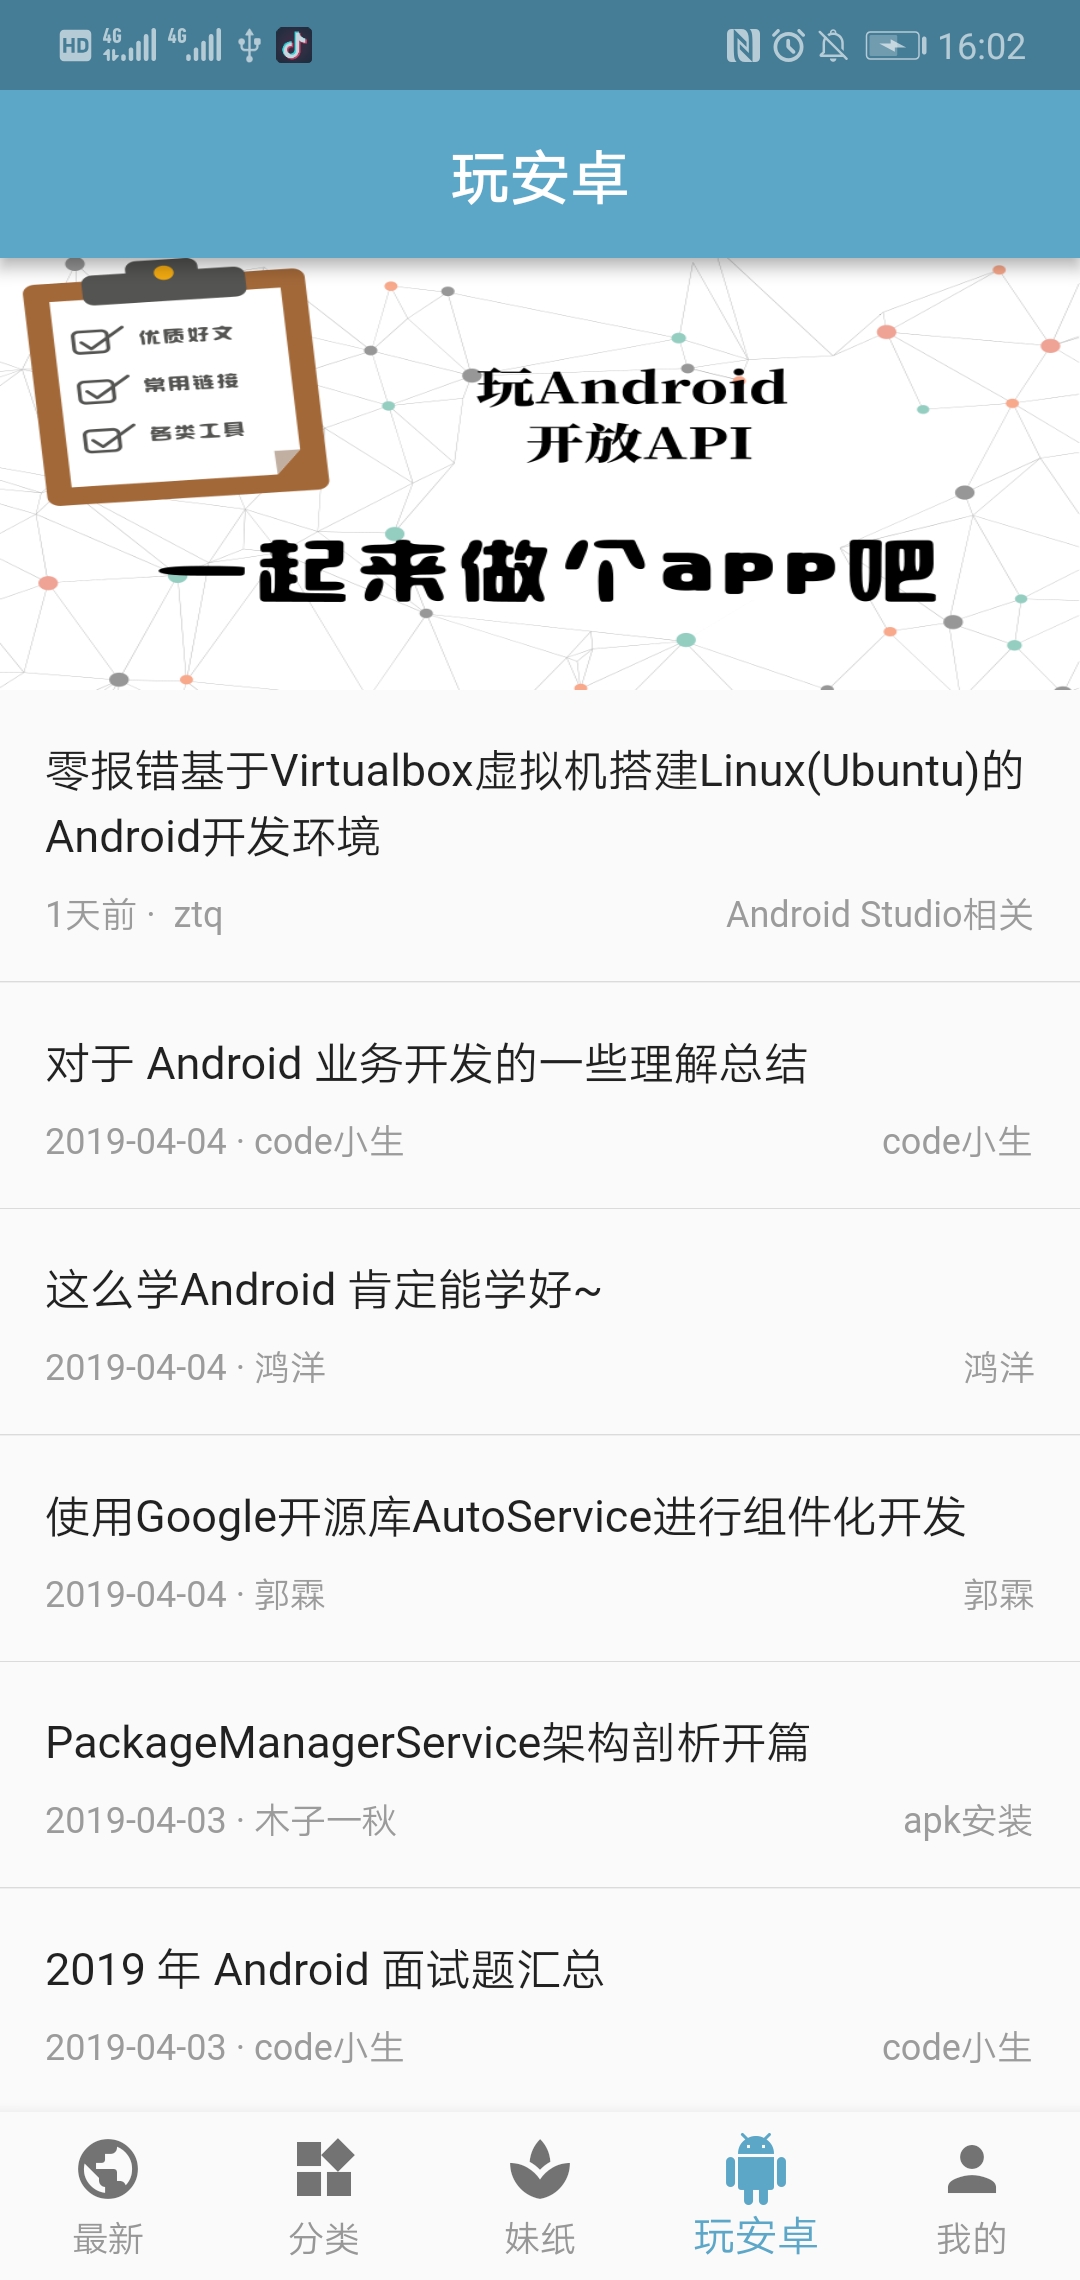 HD 4G 4G 16:02
玩安卓
优质好文
常用链接
各类工具
玩Android
开放API
一起来做个app吧
零报错基于Virtualbox虚拟机搭建Linux(Ubuntu)的
Android开发环境
1天前 · ztq Android Studio相关
对于 Android 业务开发的一些理解总结
2019-04-04 · code小生 code小生
这么学Android 肯定能学好~
2019-04-04 · 鸿洋 鸿洋
使用Google开源库AutoService进行组件化开发
2019-04-04 · 郭霖 郭霖
PackageManagerService架构剖析开篇
2019-04-03 · 木子一秋 apk安装
2019 年 Android 面试题汇总
2019-04-03 · code小生 code小生
最新 分类 妹纸 玩安卓 我的